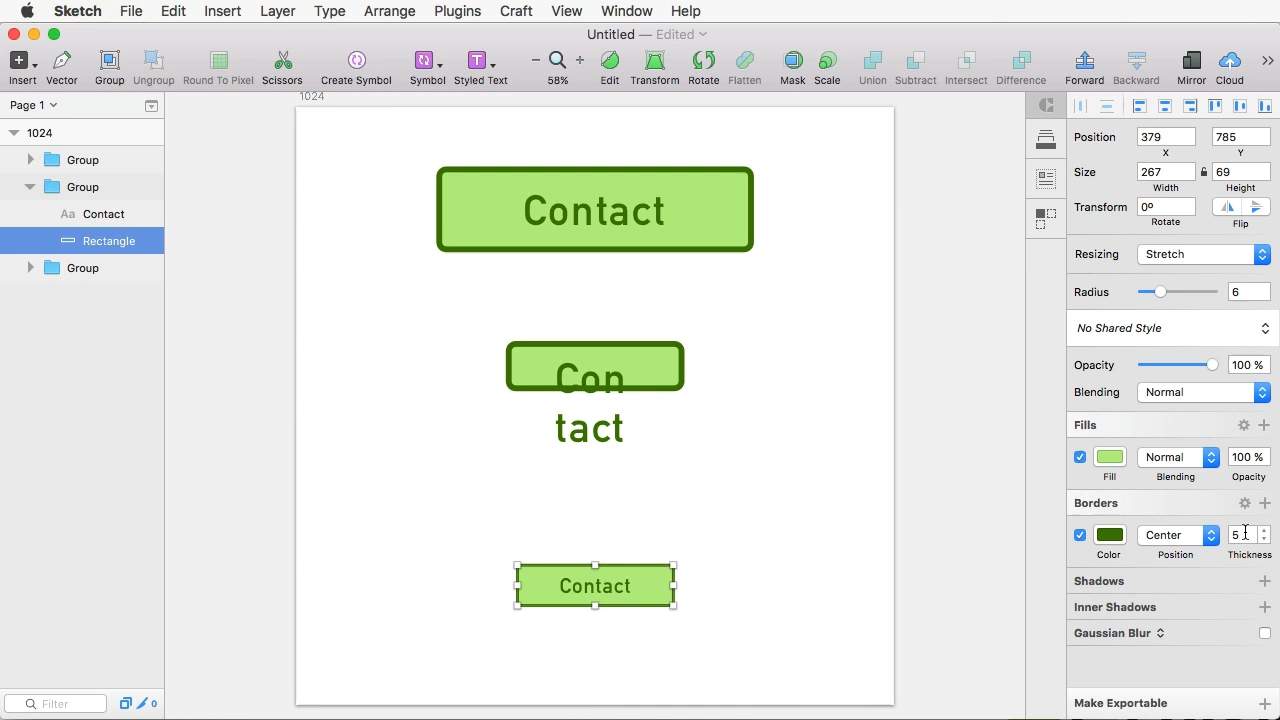 Sketch File Edit Insert Layer Type Arrange Plugins Craft View Window Help
Untitled — Edited
Insert Vector Group Ungroup Round To Pixel Scissors Create Symbol Symbol Styled Text 58% Edit Transform Rotate Flatten Mask Scale Union Subtract Intersect Difference Forward Backward Mirror Cloud
Page 1
1024
Group
Group
Aa Contact
Rectangle
Group
Filter
0
1024
Contact
Con
tact
Contact
Position 379 785
X Y
Size 267 69
Width Height
Transform 0º
Rotate Flip
Resizing Stretch
Radius 6
No Shared Style
Opacity 100 %
Blending Normal
Fills
Normal 100 %
Fill Blending Opacity
Borders
Center 5
Color Position Thickness
Shadows
Inner Shadows
Gaussian Blur
Make Exportable